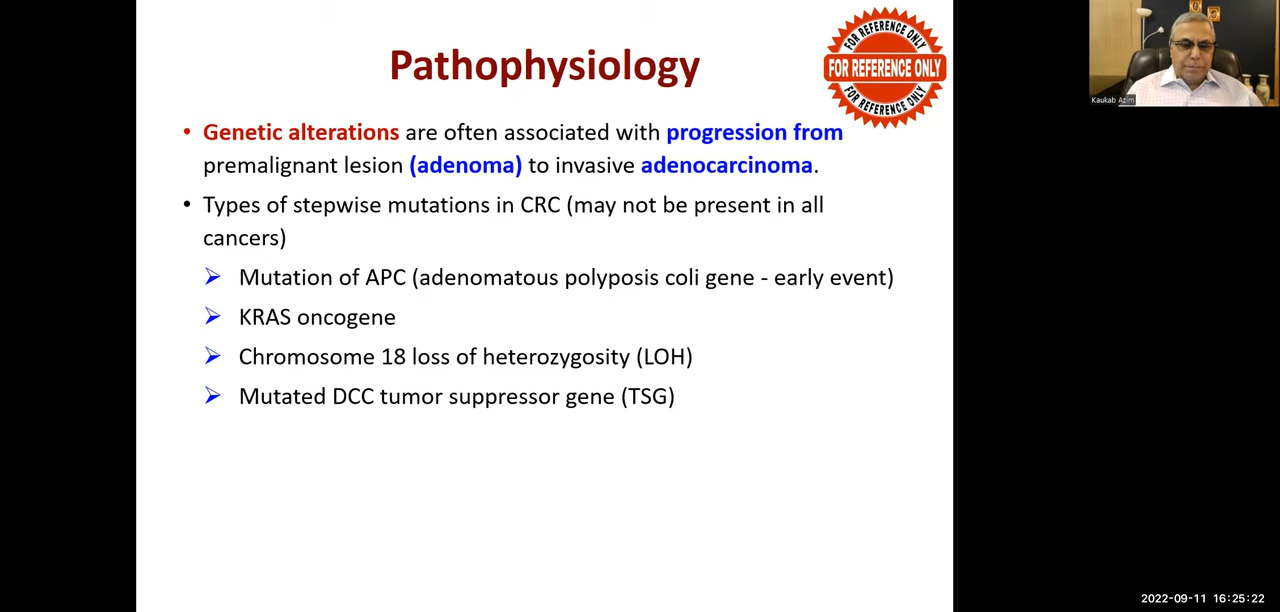 Pathophysiology
FOR REFERENCE ONLY
FOR REFERENCE ONLY
FOR REFERENCE ONLY
• Genetic alterations are often associated with progression from
premalignant lesion (adenoma) to invasive adenocarcinoma.
• Types of stepwise mutations in CRC (may not be present in all
cancers)
Mutation of APC (adenomatous polyposis coli gene - early event)
KRAS oncogene
Chromosome 18 loss of heterozygosity (LOH)
Mutated DCC tumor suppressor gene (TSG)
Kaukab Azim
2022-09-11 16:25:22